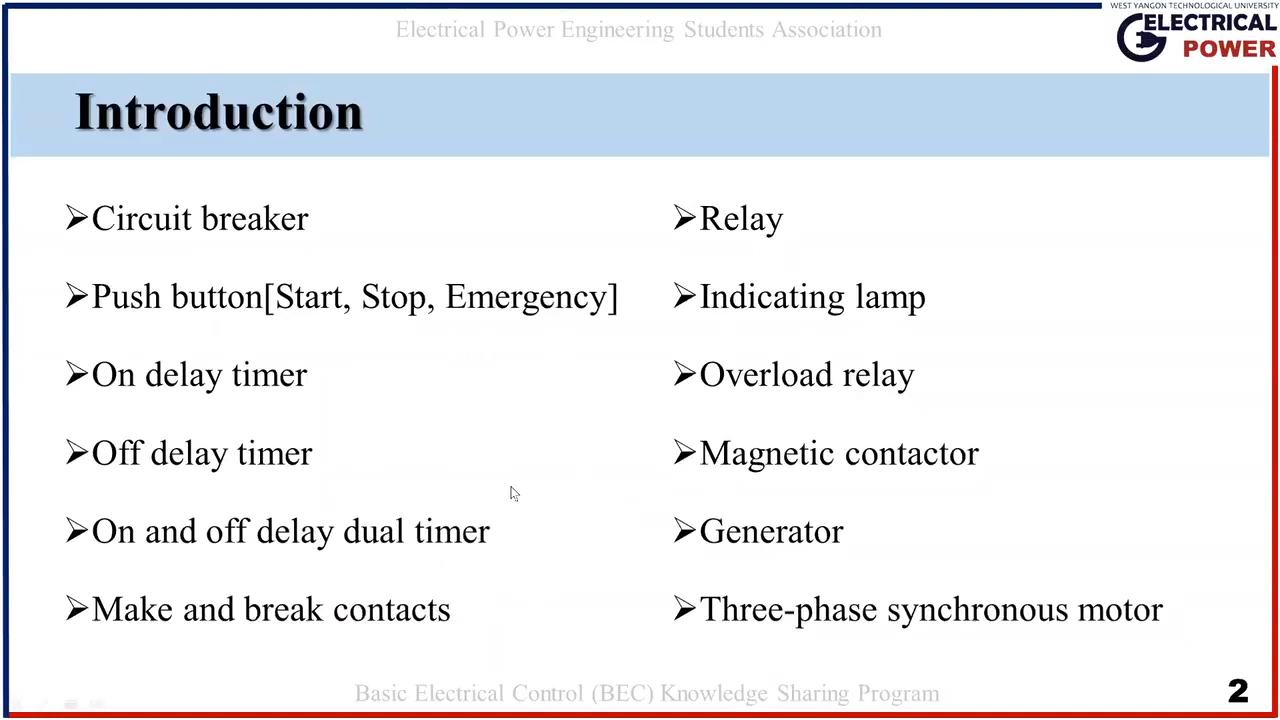 WEST YANGON TECHNOLOGICAL UNIVERSITY
Electrical Power Engineering Students Association
ELECTRICAL
POWER
Introduction
Circuit breaker
Push button[Start, Stop, Emergency]
On delay timer
Off delay timer
On and off delay dual timer
Make and break contacts
Relay
Indicating lamp
Overload relay
Magnetic contactor
Generator
Three-phase synchronous motor
Basic Electrical Control (BEC) Knowledge Sharing Program
2